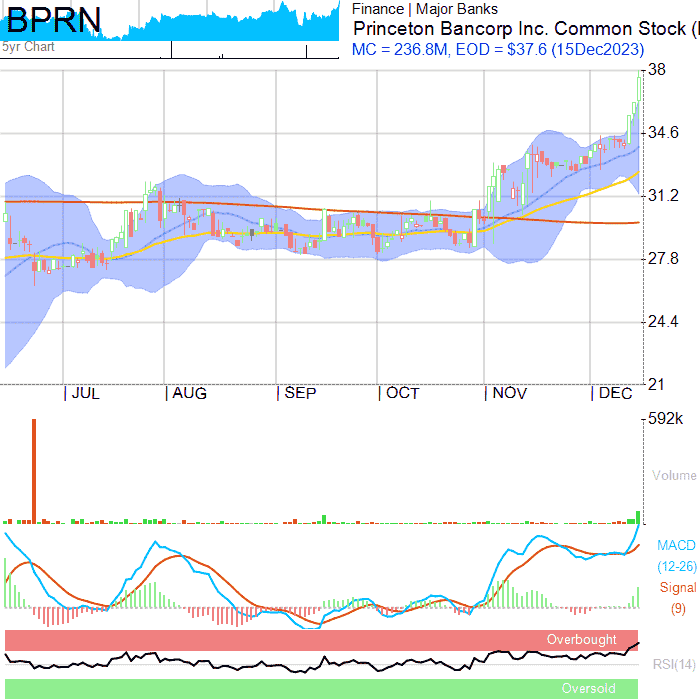 BPRN
5yr Chart
Finance | Major Banks
Princeton Bancorp Inc. Common Stock (
MC = 236.8M, EOD = $37.6 (15Dec2023)
38
34.6
31.2
27.8
24.4
21
| JUL | AUG | SEP | OCT | NOV | DEC
592k
Volume
MACD
(12-26)
Signal
(9)
Overbought
RSI(14)
Oversold